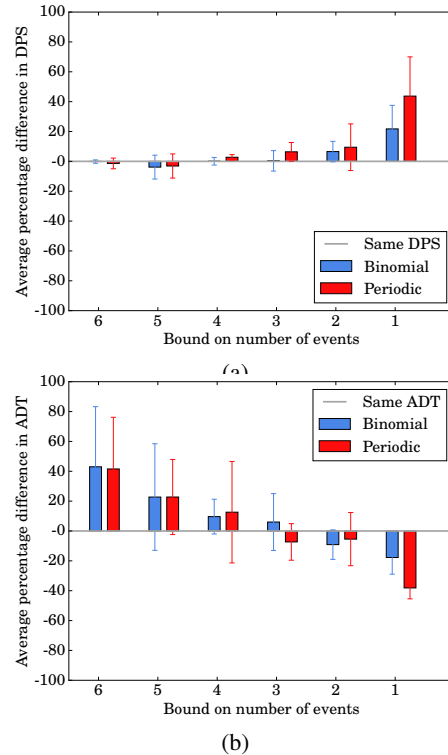 Average percentage difference in DPS
100
80
60
40
20
-0
-20
-40
-60
-80
-100
Same DPS
Binomial
Periodic
6 5 4 3 2 1
Bound on number of events
(a)
Average percentage difference in ADT
100
80
60
40
20
-0
-20
-40
-60
-80
-100
Same ADT
Binomial
Periodic
6 5 4 3 2 1
Bound on number of events
(b)